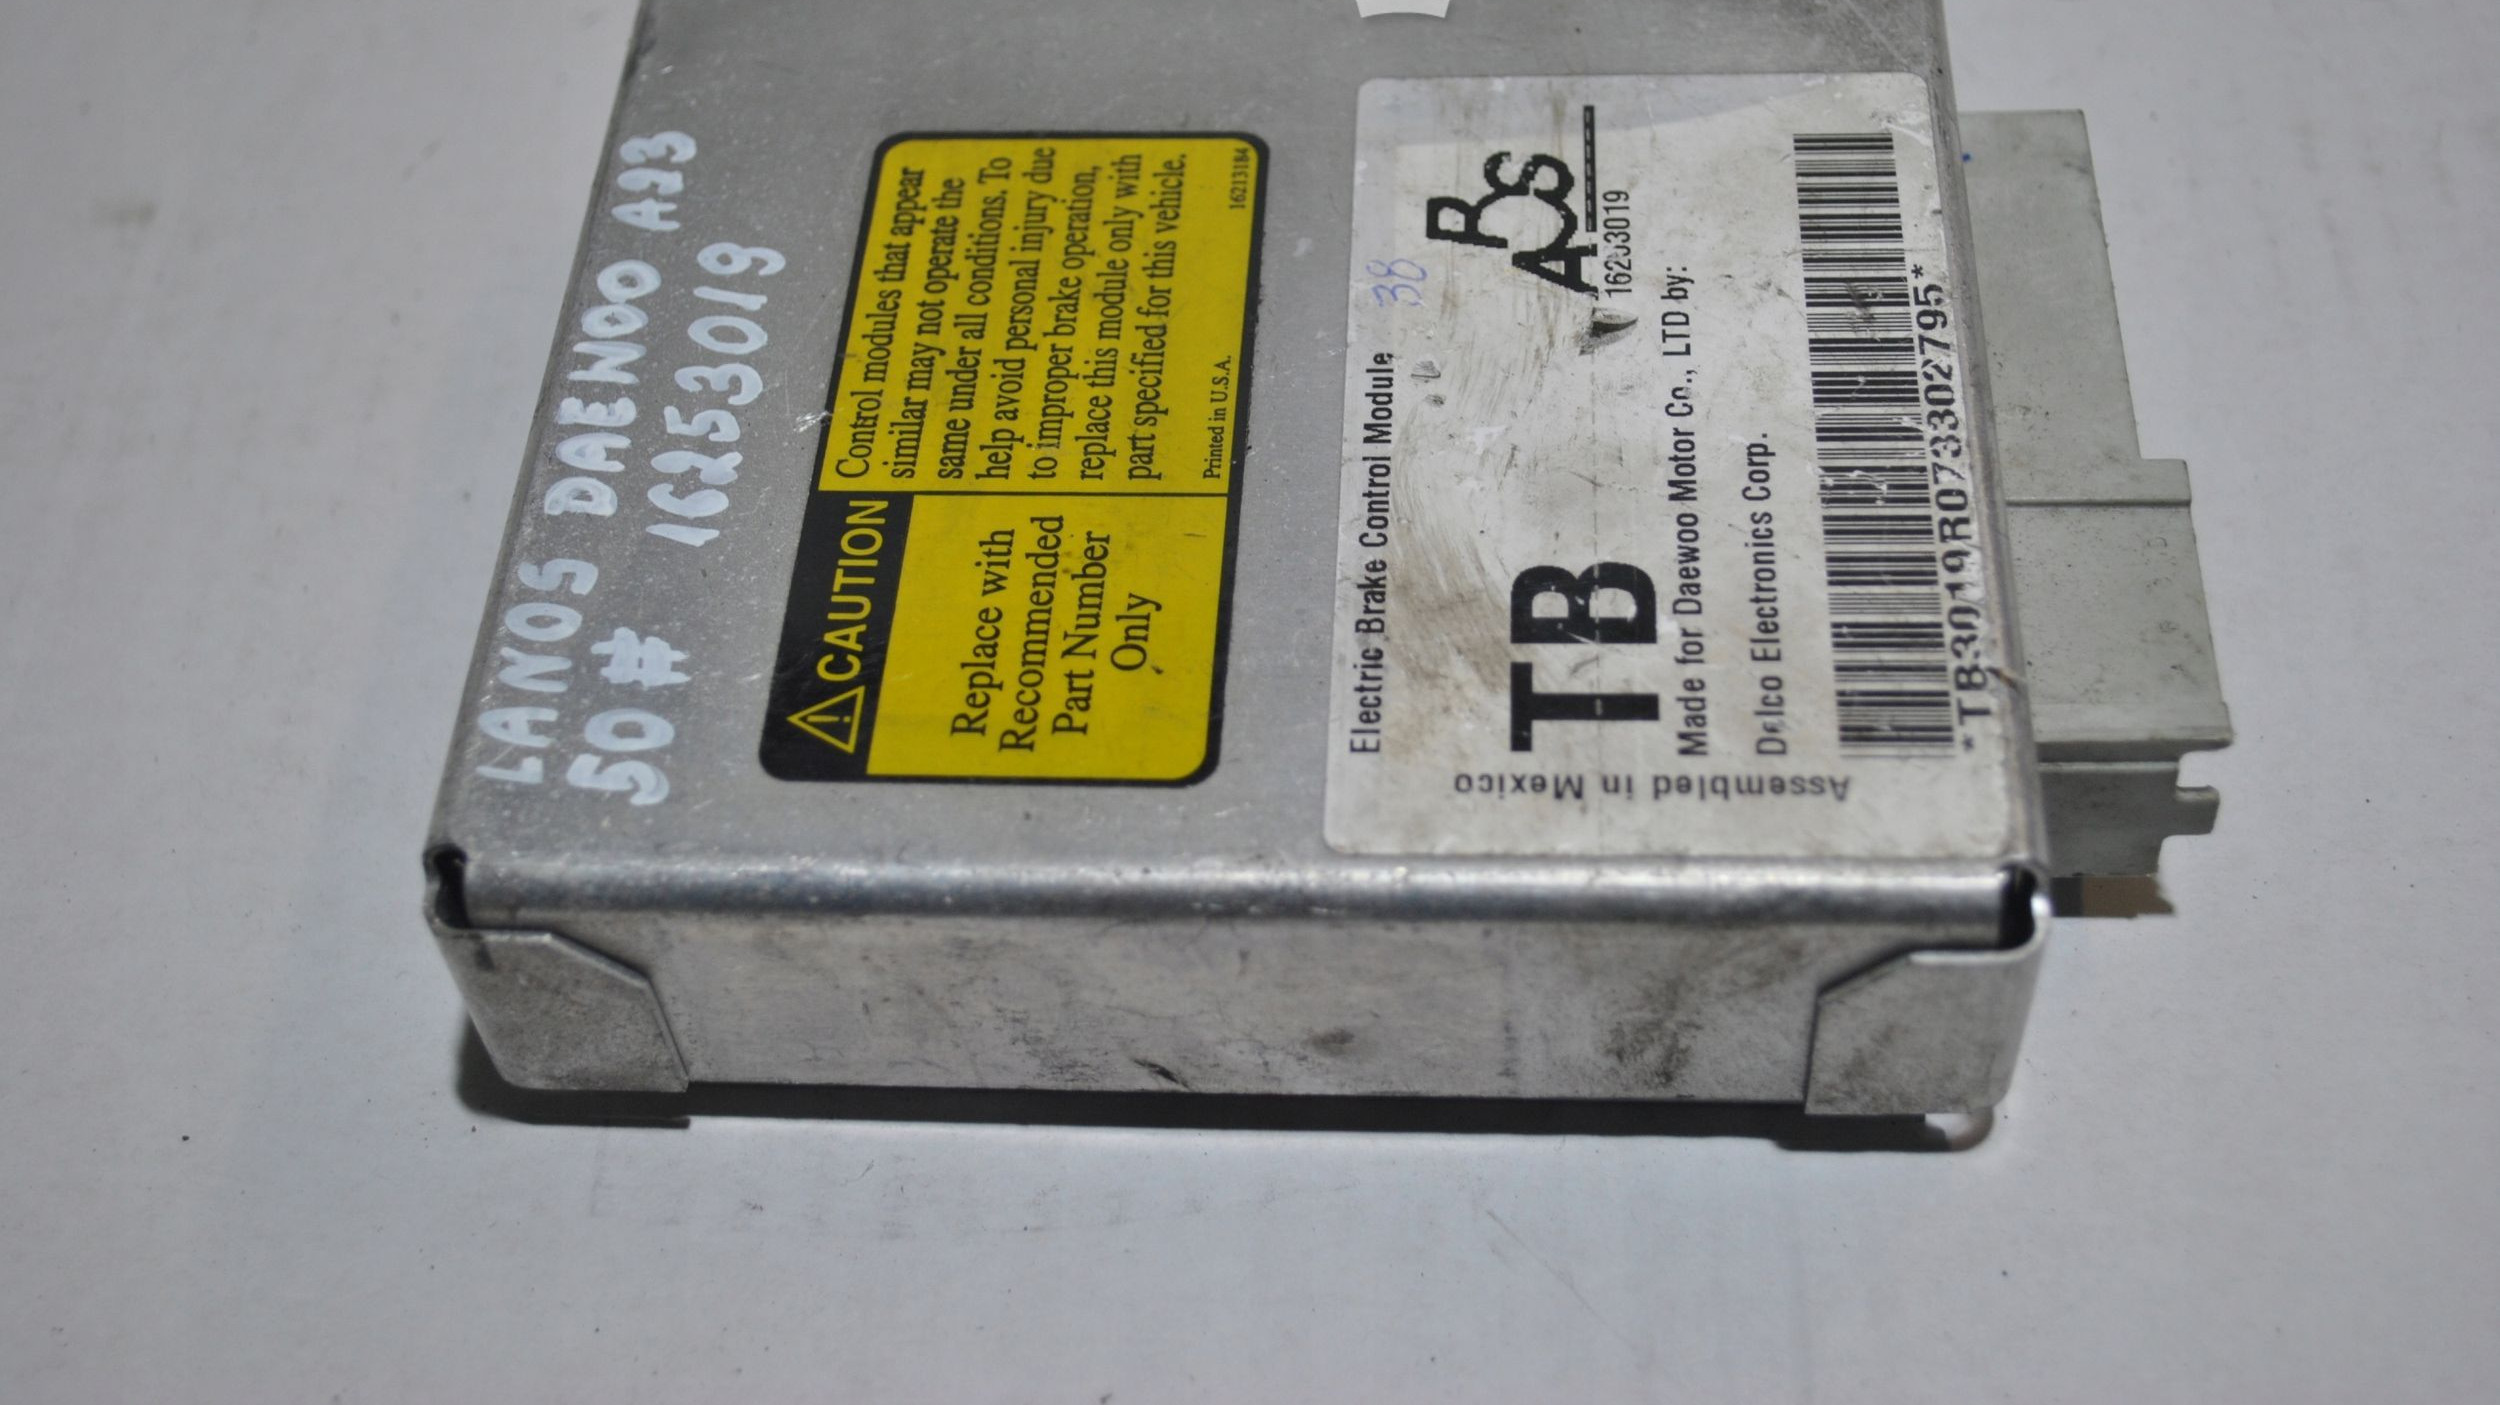 LANOS DAEWOO A23
50# 16253019
CAUTION
Replace with
Recommended
Part Number
Only
Control modules that appear
similar may not operate the
same under all conditions. To
help avoid personal injury due
to improper brake operation,
replace this module only with
part specified for this vehicle.
Printed in U.S.A.
16213184
Electric Brake Control Module
38
TB
ABS
16253019
Made for Daewoo Motor Co., LTD by:
Delco Electronics Corp.
*TB3019R073302795*
Assembled in Mexico